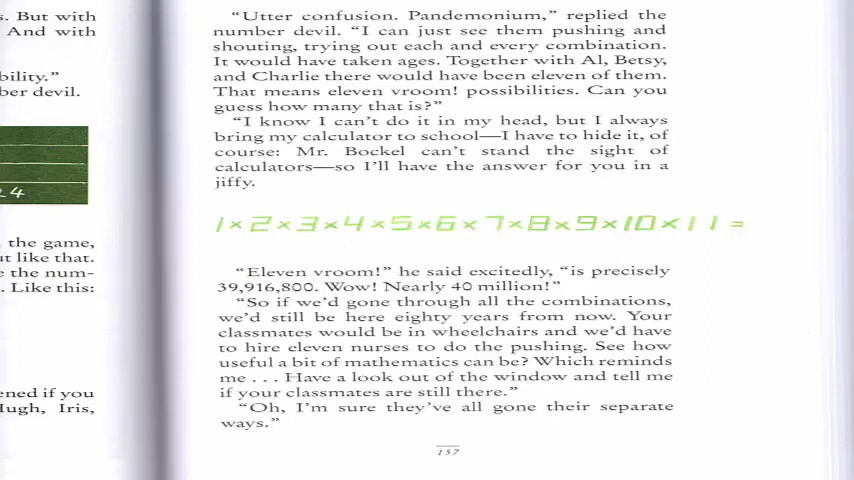 s. But with
And with
bility.”
ber devil.
24
the game,
ut like that.
e the num-
. Like this:
ened if you
Hugh, Iris,
“Utter confusion. Pandemonium,” replied the
number devil. “I can just see them pushing and
shouting, trying out each and every combination.
It would have taken ages. Together with Al, Betsy,
and Charlie there would have been eleven of them.
That means eleven vroom! possibilities. Can you
guess how many that is?”
“I know I can’t do it in my head, but I always
bring my calculator to school—I have to hide it, of
course: Mr. Bockel can’t stand the sight of
calculators—so I’ll have the answer for you in a
jiffy.
1×2×3×4×5×6×7×8×9×10×11=
“Eleven vroom!” he said excitedly, “is precisely
39,916,800. Wow! Nearly 40 million!”
“So if we’d gone through all the combinations,
we’d still be here eighty years from now. Your
classmates would be in wheelchairs and we’d have
to hire eleven nurses to do the pushing. See how
useful a bit of mathematics can be? Which reminds
me . . . Have a look out of the window and tell me
if your classmates are still there.”
“Oh, I’m sure they’ve all gone their separate
ways.”
157